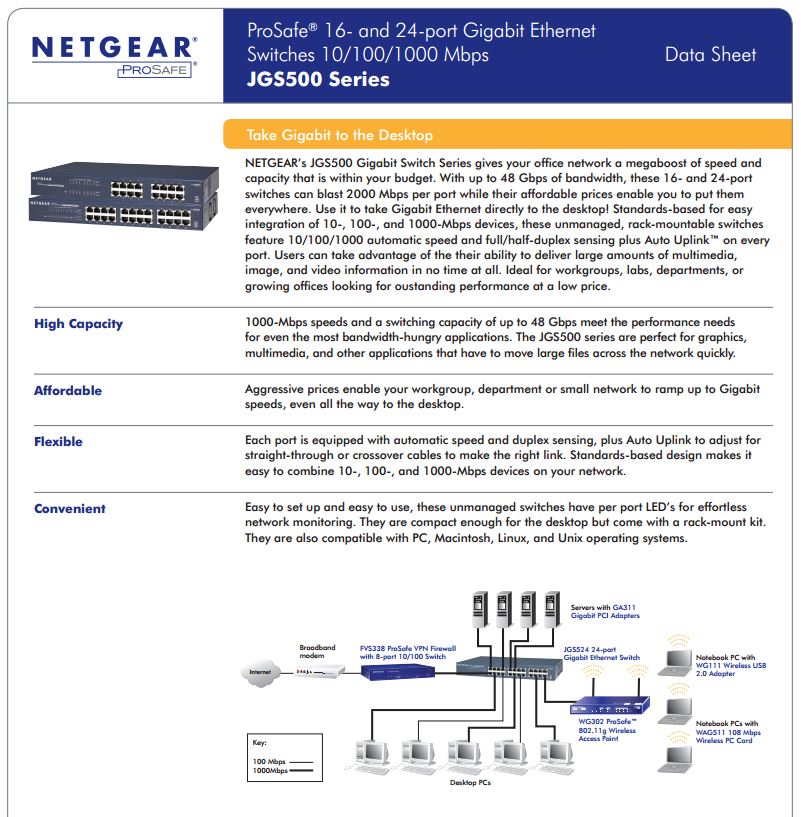 NETGEAR®
PROSAFE®
ProSafe® 16- and 24-port Gigabit Ethernet
Switches 10/100/1000 Mbps
JGS500 Series
Data Sheet
Take Gigabit to the Desktop
NETGEAR
NETGEAR
NETGEAR's JGS500 Gigabit Switch Series gives your office network a megaboost of speed and
capacity that is within your budget. With up to 48 Gbps of bandwidth, these 16- and 24-port
switches can blast 2000 Mbps per port while their affordable prices enable you to put them
everywhere. Use it to take Gigabit Ethernet directly to the desktop! Standards-based for easy
integration of 10-, 100-, and 1000-Mbps devices, these unmanaged, rack-mountable switches
feature 10/100/1000 automatic speed and full/half-duplex sensing plus Auto Uplink™ on every
port. Users can take advantage of the their ability to deliver large amounts of multimedia,
image, and video information in no time at all. Ideal for workgroups, labs, departments, or
growing offices looking for oustanding performance at a low price.
High Capacity
1000-Mbps speeds and a switching capacity of up to 48 Gbps meet the performance needs
for even the most bandwidth-hungry applications. The JGS500 series are perfect for graphics,
multimedia, and other applications that have to move large files across the network quickly.
Affordable
Aggressive prices enable your workgroup, department or small network to ramp up to Gigabit
speeds, even all the way to the desktop.
Flexible
Each port is equipped with automatic speed and duplex sensing, plus Auto Uplink to adjust for
straight-through or crossover cables to make the right link. Standards-based design makes it
easy to combine 10-, 100-, and 1000-Mbps devices on your network.
Convenient
Easy to set up and easy to use, these unmanaged switches have per port LED's for effortless
network monitoring. They are compact enough for the desktop but come with a rack-mount kit.
They are also compatible with PC, Macintosh, Linux, and Unix operating systems.
Servers with GA311
Gigabit PCI Adapters
Internet
Broadband
modem
FVS338 ProSafe VPN Firewall
with 8-port 10/100 Switch
JGS524 24-port
Gigabit Ethernet Switch
Notebook PC with
WG111 Wireless USB
2.0 Adapter
WG302 ProSafe™
802.11g Wireless
Access Point
Notebook PCs with
WAG511 108 Mbps
Wireless PC Card
Key:
100 Mbps
1000Mbps
Desktop PCs